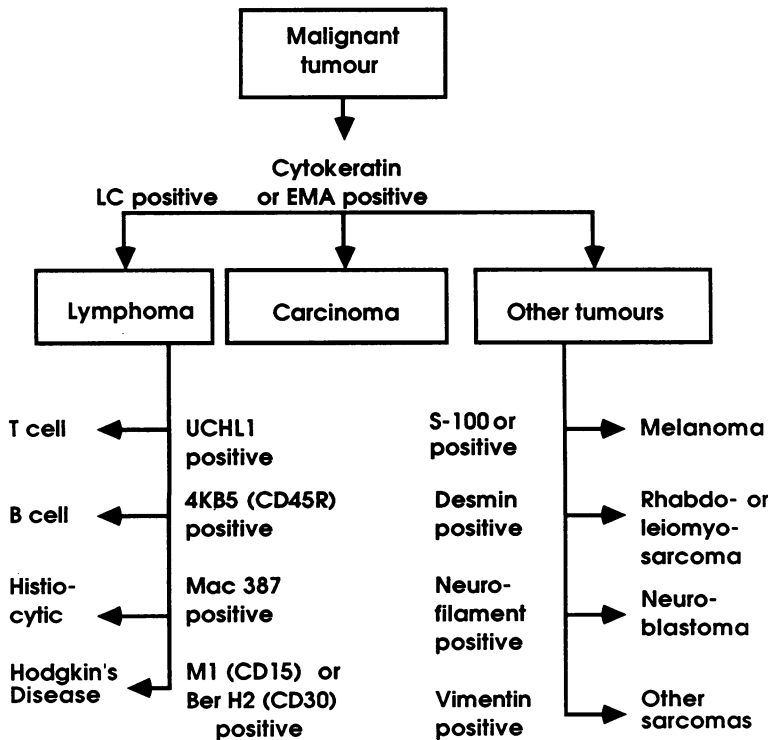 Malignant
tumour
Cytokeratin
LC positive or EMA positive
Lymphoma
Carcinoma
Other tumours
T cell
UCHL1
positive
B cell
4KB5 (CD45R)
positive
Histio-
cytic
Mac 387
positive
Hodgkin's
Disease
M1 (CD15) or
Ber H2 (CD30)
positive
S-100 or
positive
Melanoma
Desmin
positive
Rhabdo- or
leiomyo-
sarcoma
Neuro-
filament
positive
Neuro-
blastoma
Vimentin
positive
Other
sarcomas